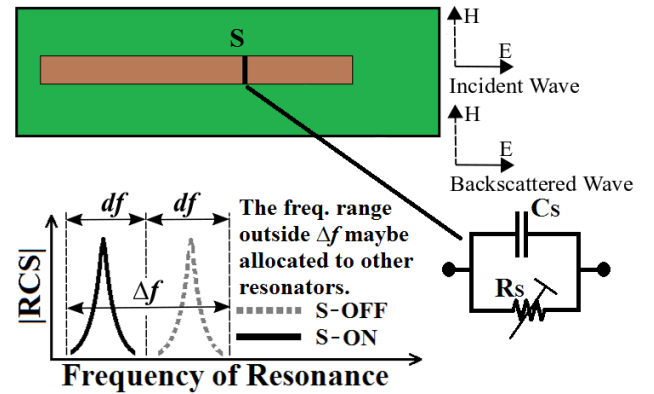 S
H
E
Incident Wave
H
E
Backscattered Wave
df
df
The freq. range
outside Δf maybe
allocated to other
resonators.
Δf
S-OFF
S-ON
|RCS|
Frequency of Resonance
Cs
Rs